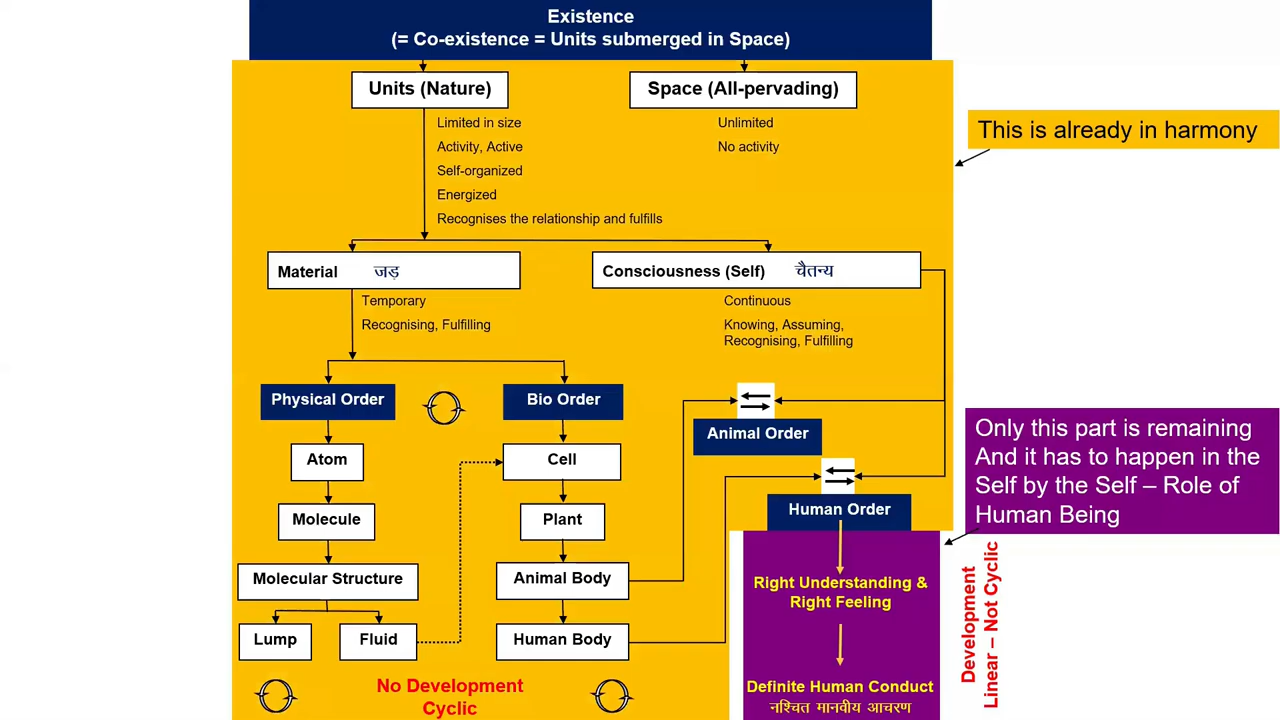 Existence
(= Co-existence = Units submerged in Space)
Units (Nature)
Space (All-pervading)
Limited in size
Activity, Active
Self-organized
Energized
Recognises the relationship and fulfills
Unlimited
No activity
This is already in harmony
Material जड़
Consciousness (Self) चैतन्य
Temporary
Recognising, Fulfilling
Continuous
Knowing, Assuming,
Recognising, Fulfilling
Physical Order
Bio Order
Animal Order
Human Order
Atom
Molecule
Molecular Structure
Lump
Fluid
Cell
Plant
Animal Body
Human Body
No Development
Cyclic
Only this part is remaining
And it has to happen in the
Self by the Self – Role of
Human Being
Right Understanding &
Right Feeling
Definite Human Conduct
निश्चित मानवीय आचरण
Development
Linear – Not Cyclic